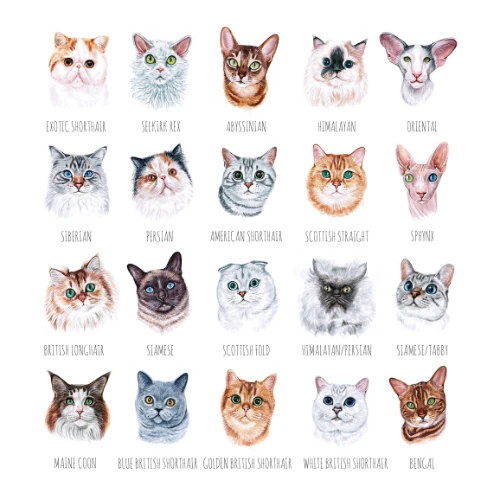 EXOTIC SHORTHAIR
SELKIRK REX
ABYSSINIAN
HIMALAYAN
ORIENTAL
SIBERIAN
PERSIAN
AMERICAN SHORTHAIR
SCOTTISH STRAIGHT
SPHYNX
BRITISH LONGHAIR
SIAMESE
SCOTTISH FOLD
HIMALAYAN/PERSIAN
SIAMESE/TABBY
MAINE COON
BLUE BRITISH SHORTHAIR
GOLDEN BRITISH SHORTHAIR
WHITE BRITISH SHORTHAIR
BENGAL